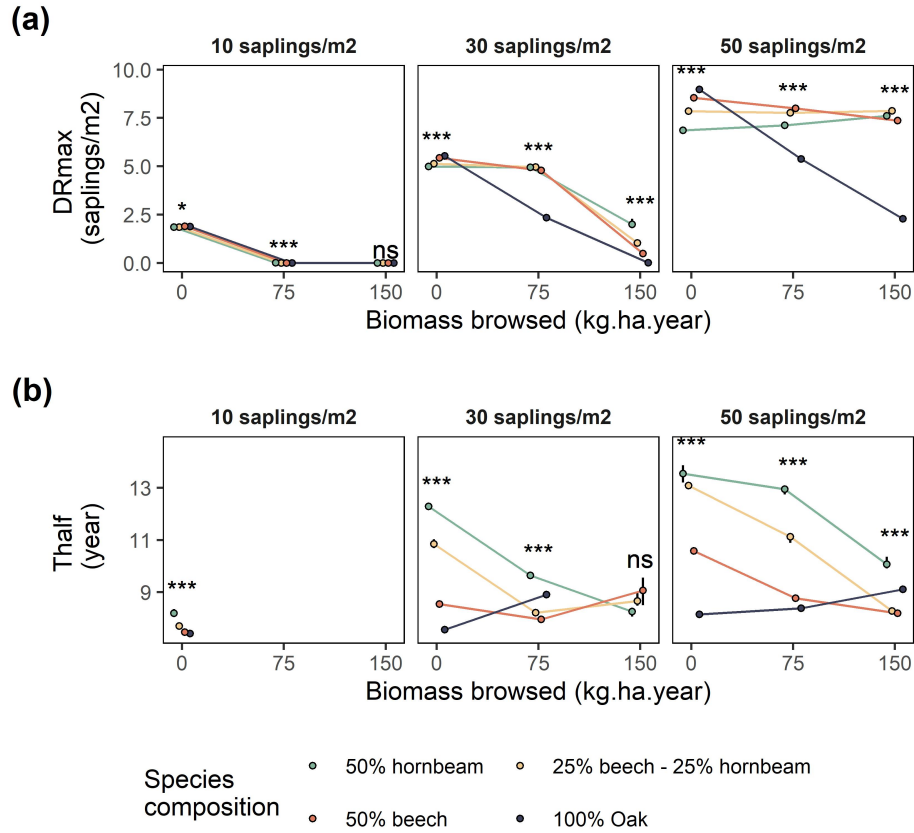 (a)
10 saplings/m2 30 saplings/m2 50 saplings/m2
DRmax
(saplings/m2)
10.0
7.5
5.0
2.5
0.0
* *** ns
*** *** ***
*** *** ***
0 75 150 0 75 150 0 75 150
Biomass browsed (kg.ha.year)
(b)
10 saplings/m2 30 saplings/m2 50 saplings/m2
Thalf
(year)
13
11
9
***
*** *** ns
*** *** ***
0 75 150 0 75 150 0 75 150
Biomass browsed (kg.ha.year)
Species
composition
50% hornbeam 25% beech - 25% hornbeam
50% beech 100% Oak